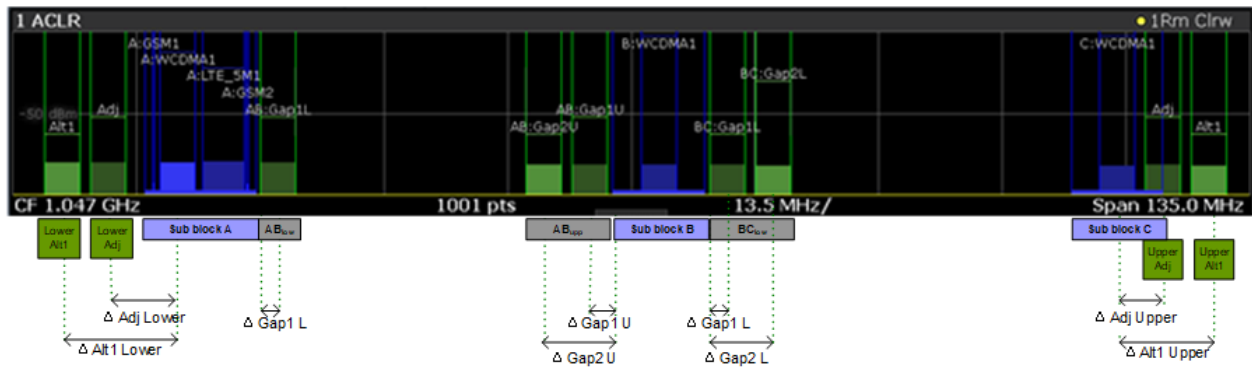 1 ACLR
1Rm Clrw
A:GSM1
B:WCDMA1
C:WCDMA1
A:WCDMA1
A:LTE_5M1
BC:Gap2L
A:GSM2
-50 dBm
Adj
AB:Gap1L
AB:Gap1U
Adj
Alt1
AB:Gap2U
BC:Gap1L
Alt1
CF 1.047 GHz
1001 pts
13.5 MHz/
Span 135.0 MHz
Lower
Alt1
Lower
Adj
Sub block A
ABlow
ABupp
Sub block B
BClow
Sub block C
Upper
Adj
Upper
Alt1
Δ Adj Lower
Δ Gap1 L
Δ Gap1 U
Δ Gap1 L
Δ Adj Upper
Δ Alt1 Lower
Δ Gap2 U
Δ Gap2 L
Δ Alt1 Upper